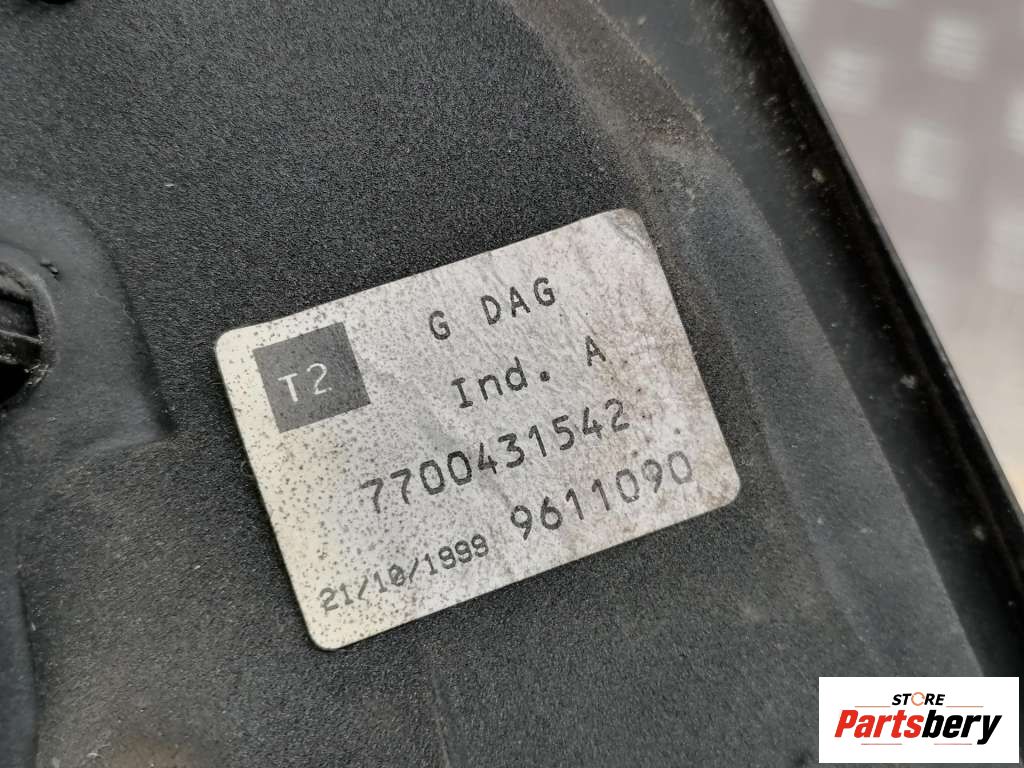 G DAG
T2
Ind. A
7700431542
21/10/1999 9611090
STORE
Partsbery